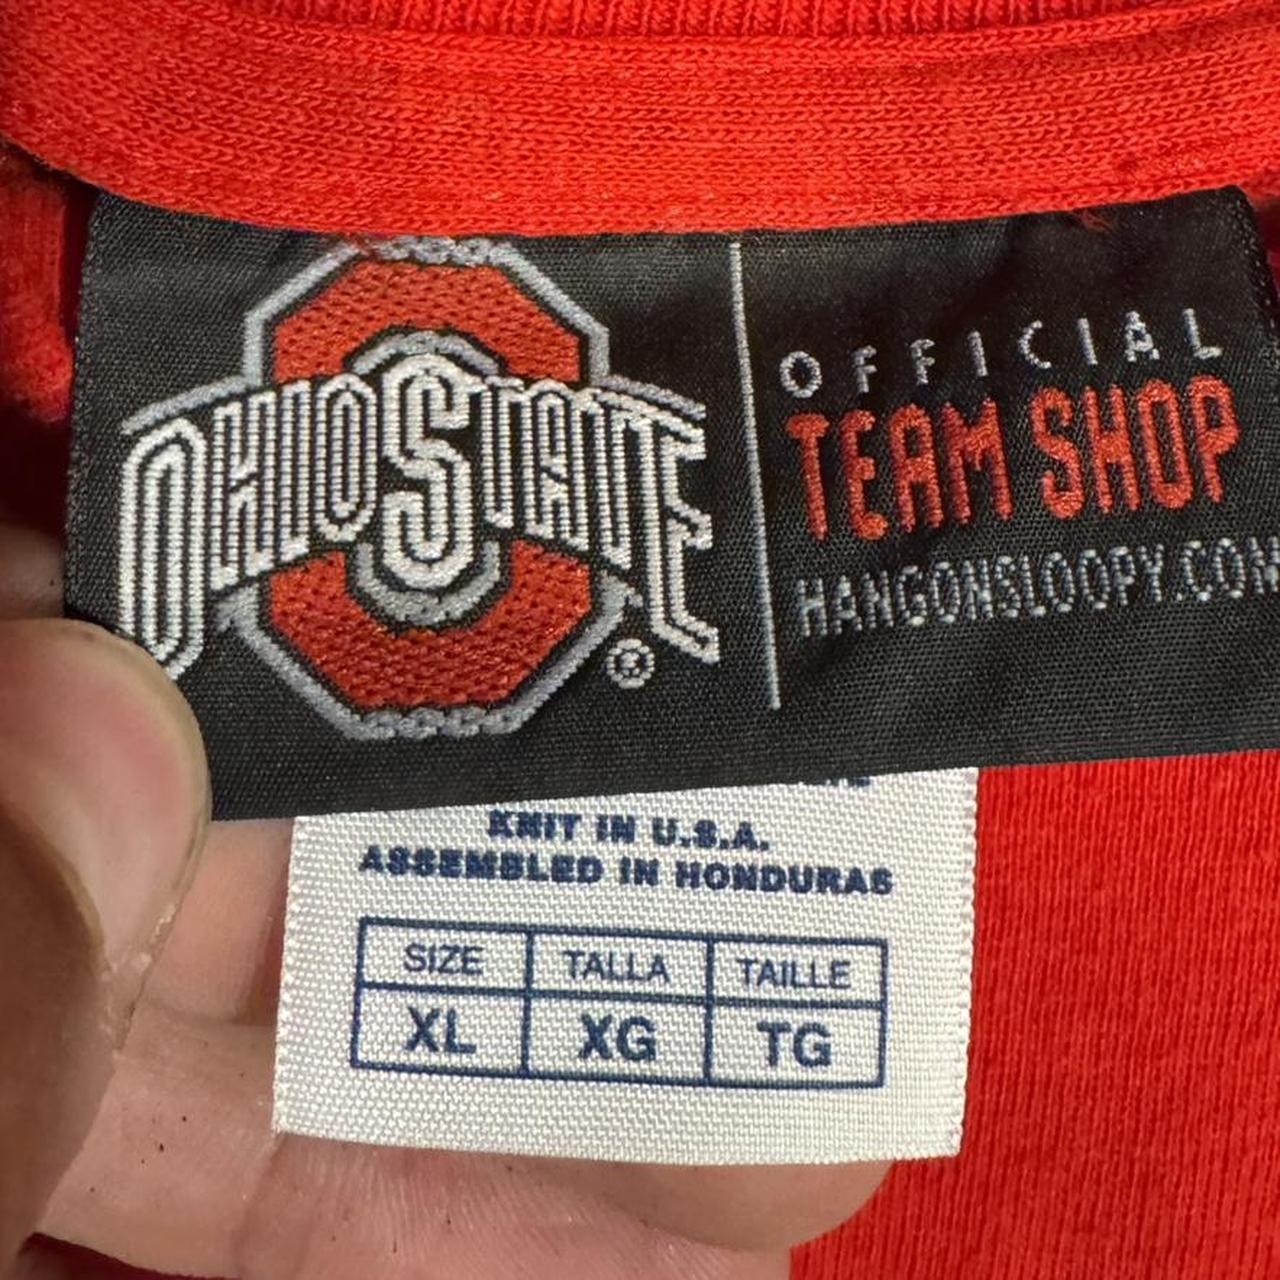 OHIO STATE
®
OFFICIAL
TEAM SHOP
HANGONSLOOPY.COM
KNIT IN U.S.A.
ASSEMBLED IN HONDURAS
SIZE TALLA TAILLE
XL XG TG